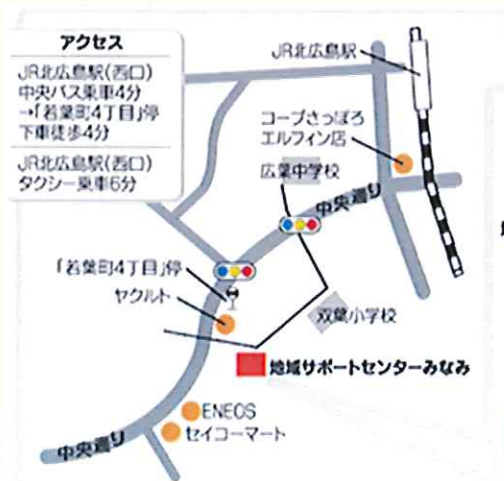 アクセス
JR北広島駅(西口)
中央バス乗車4分
→「若葉町4丁目」停
下車徒歩4分
JR北広島駅(西口)
タクシー乗車6分
JR北広島駅
コープさっぽろ
エルフィン店
広葉中学校
中央通り
「若葉町4丁目」停
ヤクルト
双葉小学校
地域サポートセンターみなみ
ENEOS
セイコーマート
中央通り